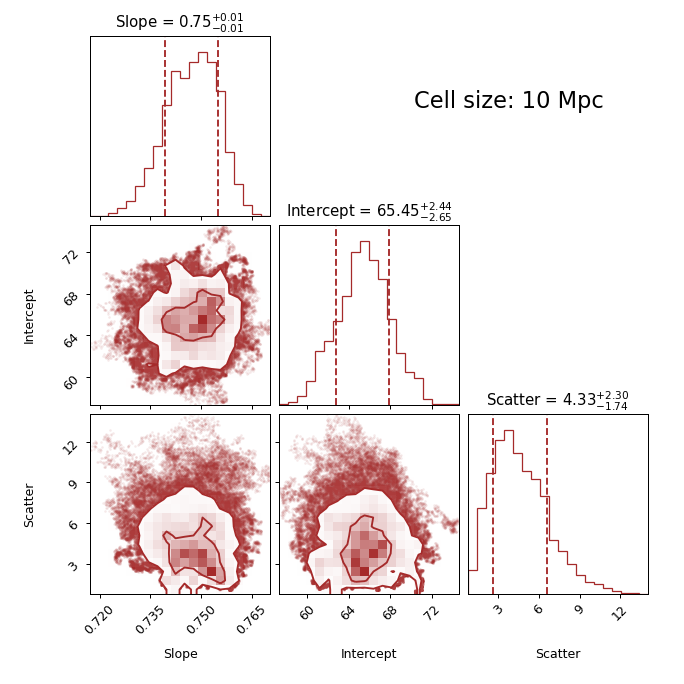 Slope = 0.75+0.01−0.01
Cell size: 10 Mpc
Intercept = 65.45+2.44−2.65
Intercept
72
68
64
60
Scatter = 4.33+2.30−1.74
Scatter
12
9
6
3
0.720 0.735 0.750 0.765
60 64 68 72
3 6 9 12
Slope
Intercept
Scatter